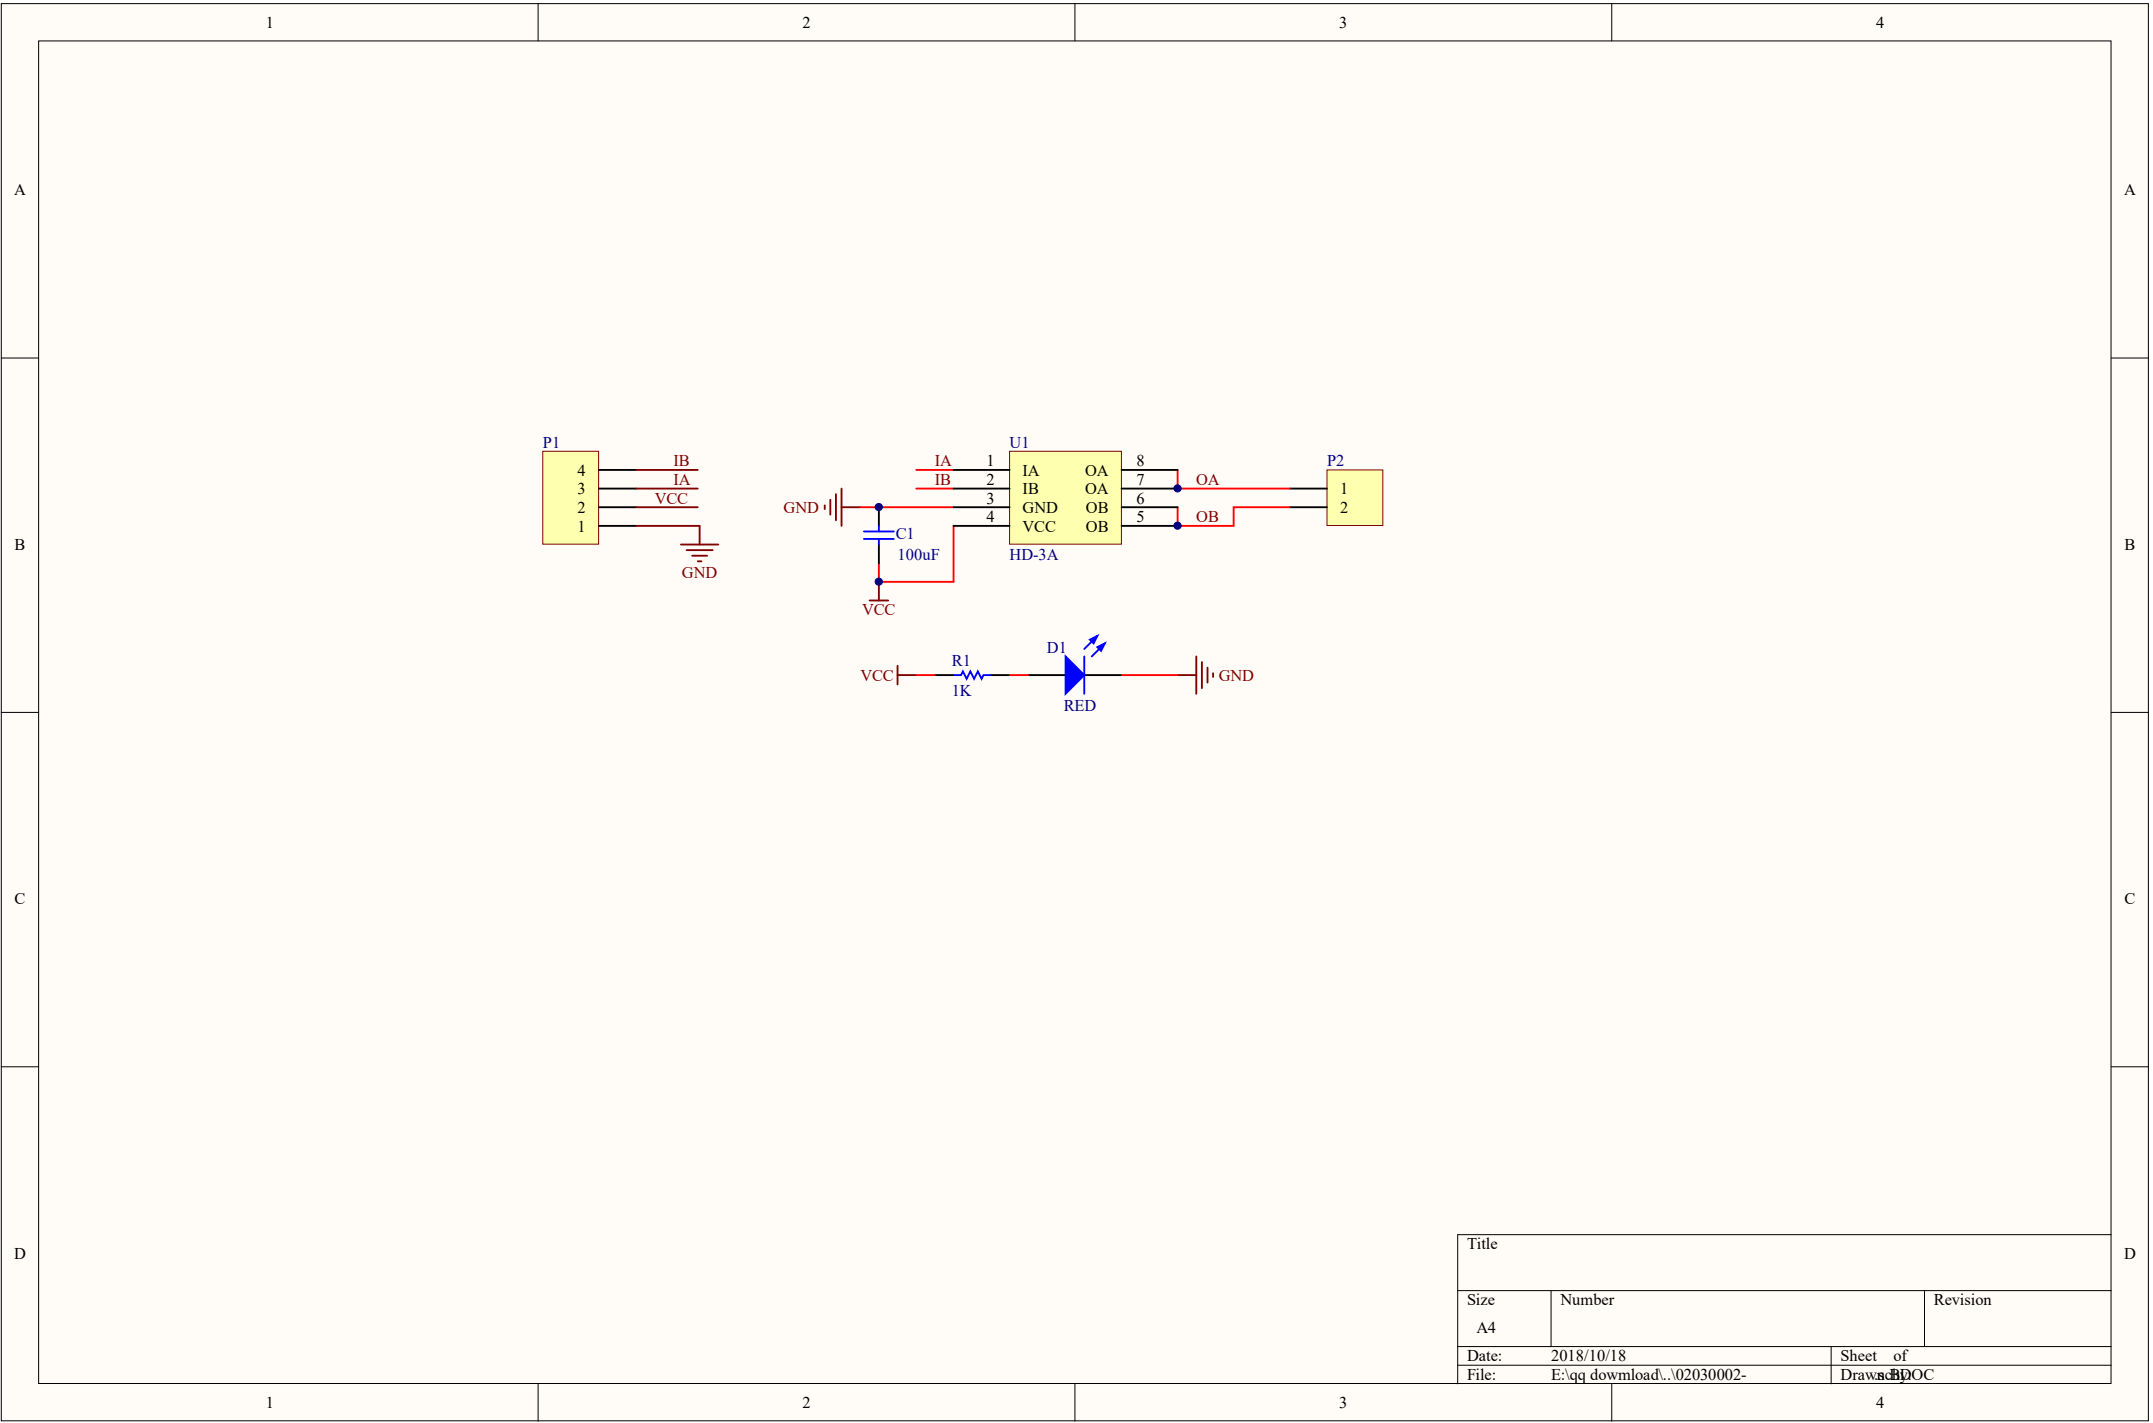 1 2 3 4
A A
P1
4 IB
3 IA
2 VCC
1
GND
U1
IA 1 IA OA 8
IB 2 IB OA 7 OA
GND 3 GND OB 6
4 VCC OB 5 OB
HD-3A
C1
100uF
VCC
P2
1
2
B B
VCC R1 D1 GND
1K RED
C C
D D
Title
Size Number Revision
A4
Date: 2018/10/18 Sheet of
File: E:\qq dowmload\..\02030002-
1 2 3 4